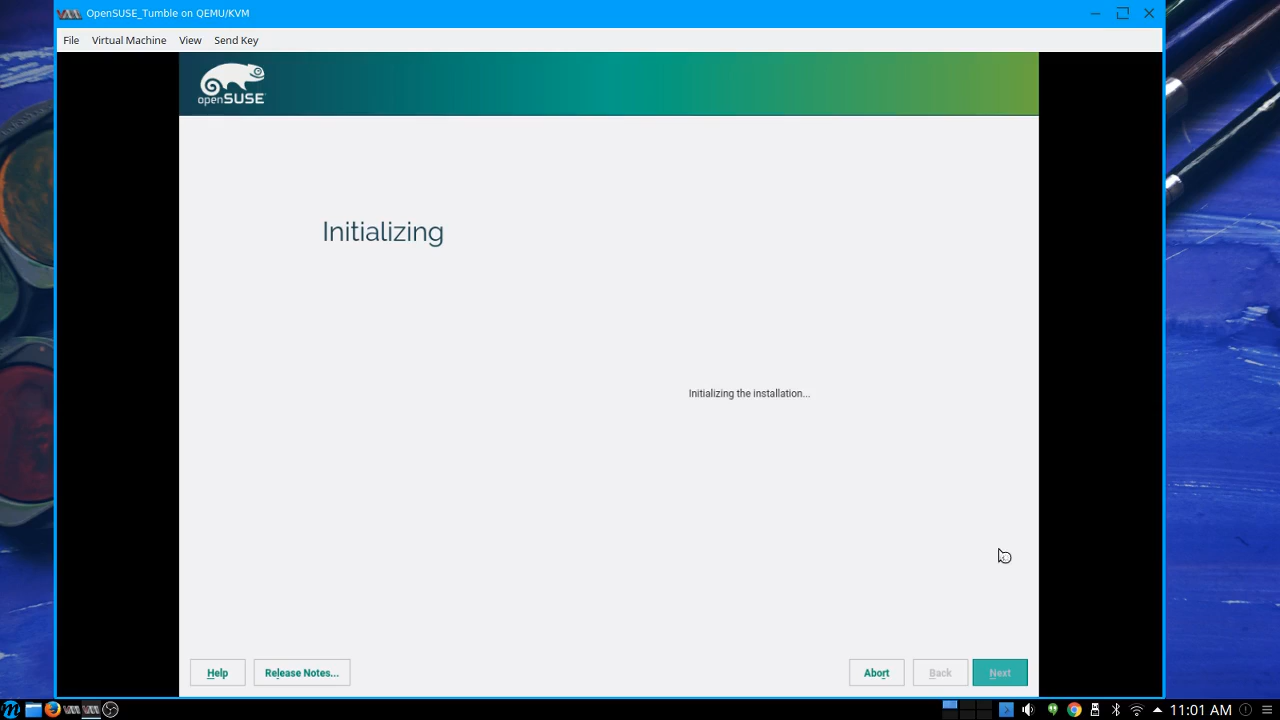 OpenSUSE_Tumble on QEMU/KVM
File Virtual Machine View Send Key
openSUSE
Initializing
Initializing the installation...
Help Release Notes... Abort Back Next
11:01 AM